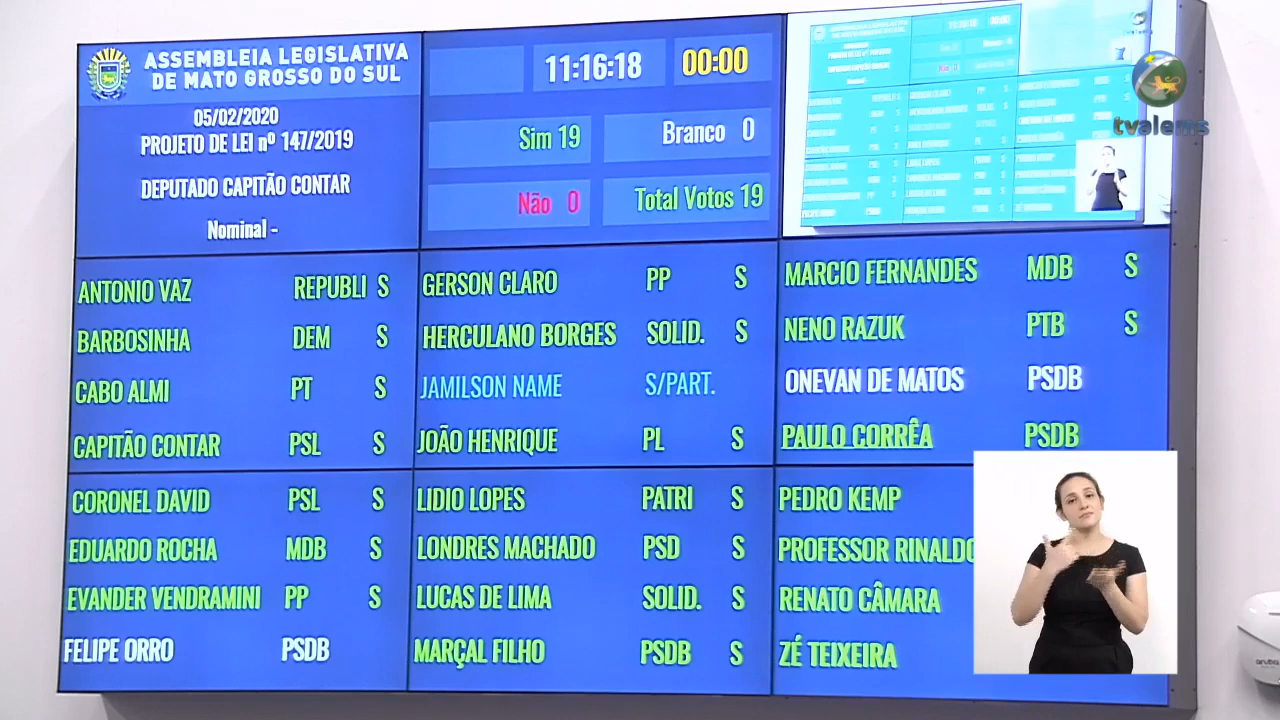 ASSEMBLEIA LEGISLATIVA
DE MATO GROSSO DO SUL
05/02/2020
PROJETO DE LEI nº 147/2019
DEPUTADO CAPITÃO CONTAR
Nominal -
11:16:18
00:00
Sim 19
Branco 0
Não 0
Total Votos 19
tvalems
ANTONIO VAZ REPUBLI S
BARBOSINHA DEM S
CABO ALMI PT S
CAPITÃO CONTAR PSL S
CORONEL DAVID PSL S
EDUARDO ROCHA MDB S
EVANDER VENDRAMINI PP S
FELIPE ORRO PSDB
GERSON CLARO PP S
HERCULANO BORGES SOLID. S
JAMILSON NAME S/PART.
JOÃO HENRIQUE PL S
LIDIO LOPES PATRI S
LONDRES MACHADO PSD S
LUCAS DE LIMA SOLID. S
MARÇAL FILHO PSDB S
MARCIO FERNANDES MDB S
NENO RAZUK PTB S
ONEVAN DE MATOS PSDB
PAULO CORRÊA PSDB
PEDRO KEMP
PROFESSOR RINALDO
RENATO CÂMARA
ZÉ TEIXEIRA